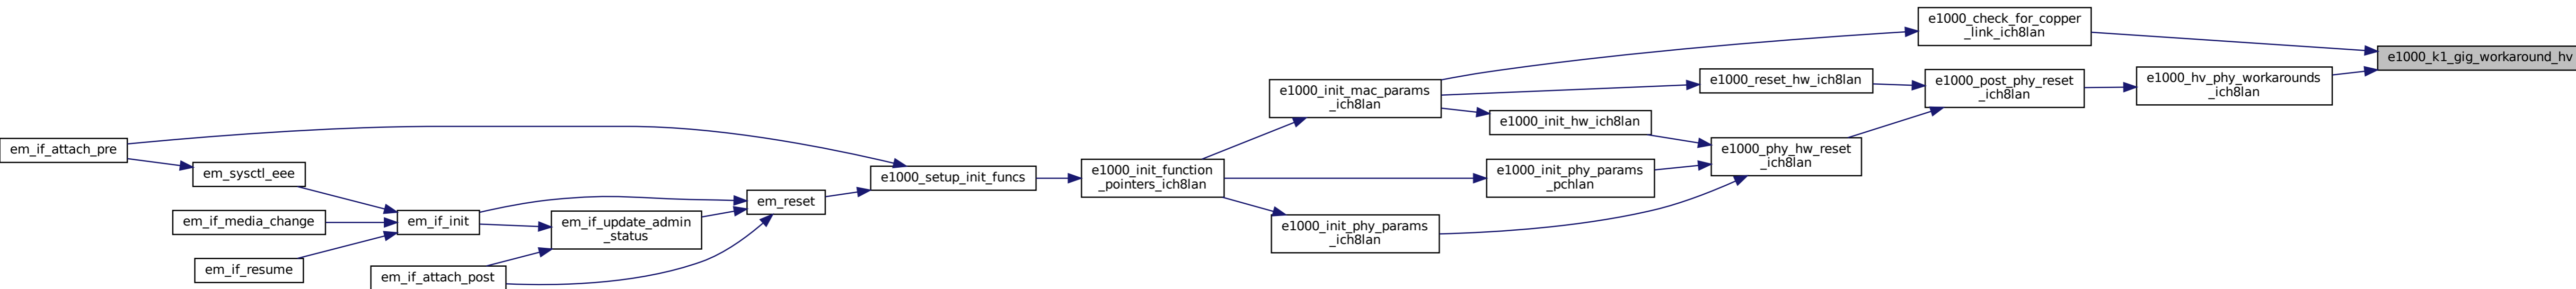 e1000_check_for_copper
_link_ich8lan
e1000_k1_gig_workaround_hv
e1000_hv_phy_workarounds
_ich8lan
e1000_post_phy_reset
_ich8lan
e1000_reset_hw_ich8lan
e1000_init_mac_params
_ich8lan
e1000_init_hw_ich8lan
e1000_phy_hw_reset
_ich8lan
em_if_attach_pre
em_sysctl_eee
e1000_setup_init_funcs
e1000_init_function
_pointers_ich8lan
e1000_init_phy_params
_pchlan
em_reset
em_if_media_change
em_if_init
em_if_update_admin
_status
e1000_init_phy_params
_ich8lan
em_if_resume
em_if_attach_post